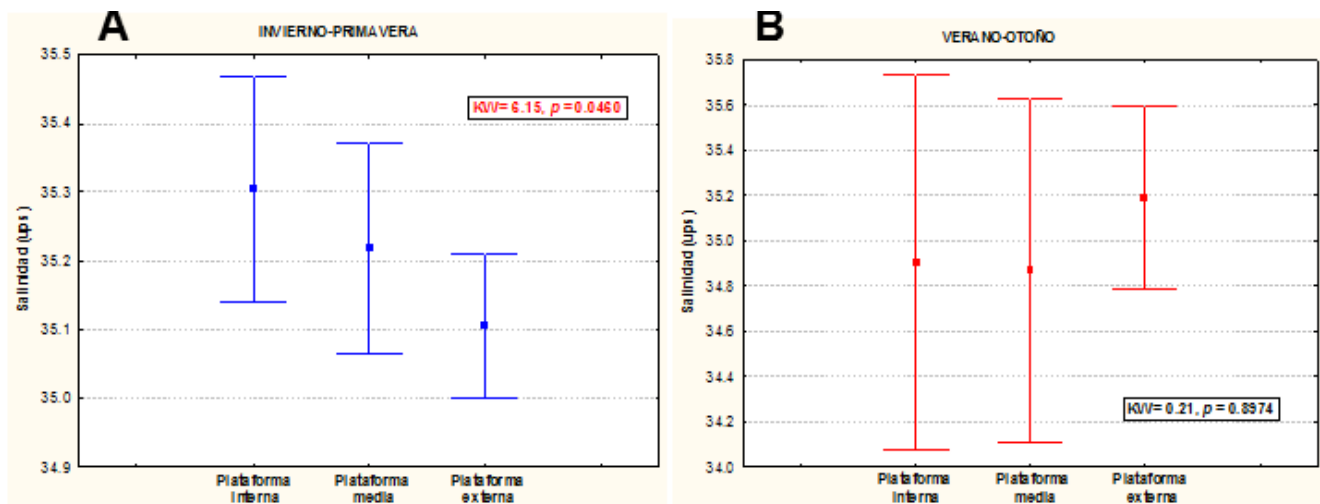 A
INVIERNO-PRIMAVERA
KW= 6.15, p =0.0460
Salinidad (ups)
35.5
35.4
35.3
35.2
35.1
35.0
34.9
Plataforma
interna
Plataforma
media
Plataforma
externa
B
VERANO-OTOÑO
KW= 0.21, p = 0.8974
Salinidad (ups)
35.8
35.6
35.4
35.2
35.0
34.8
34.6
34.4
34.2
34.0
Plataforma
interna
Plataforma
media
Plataforma
externa